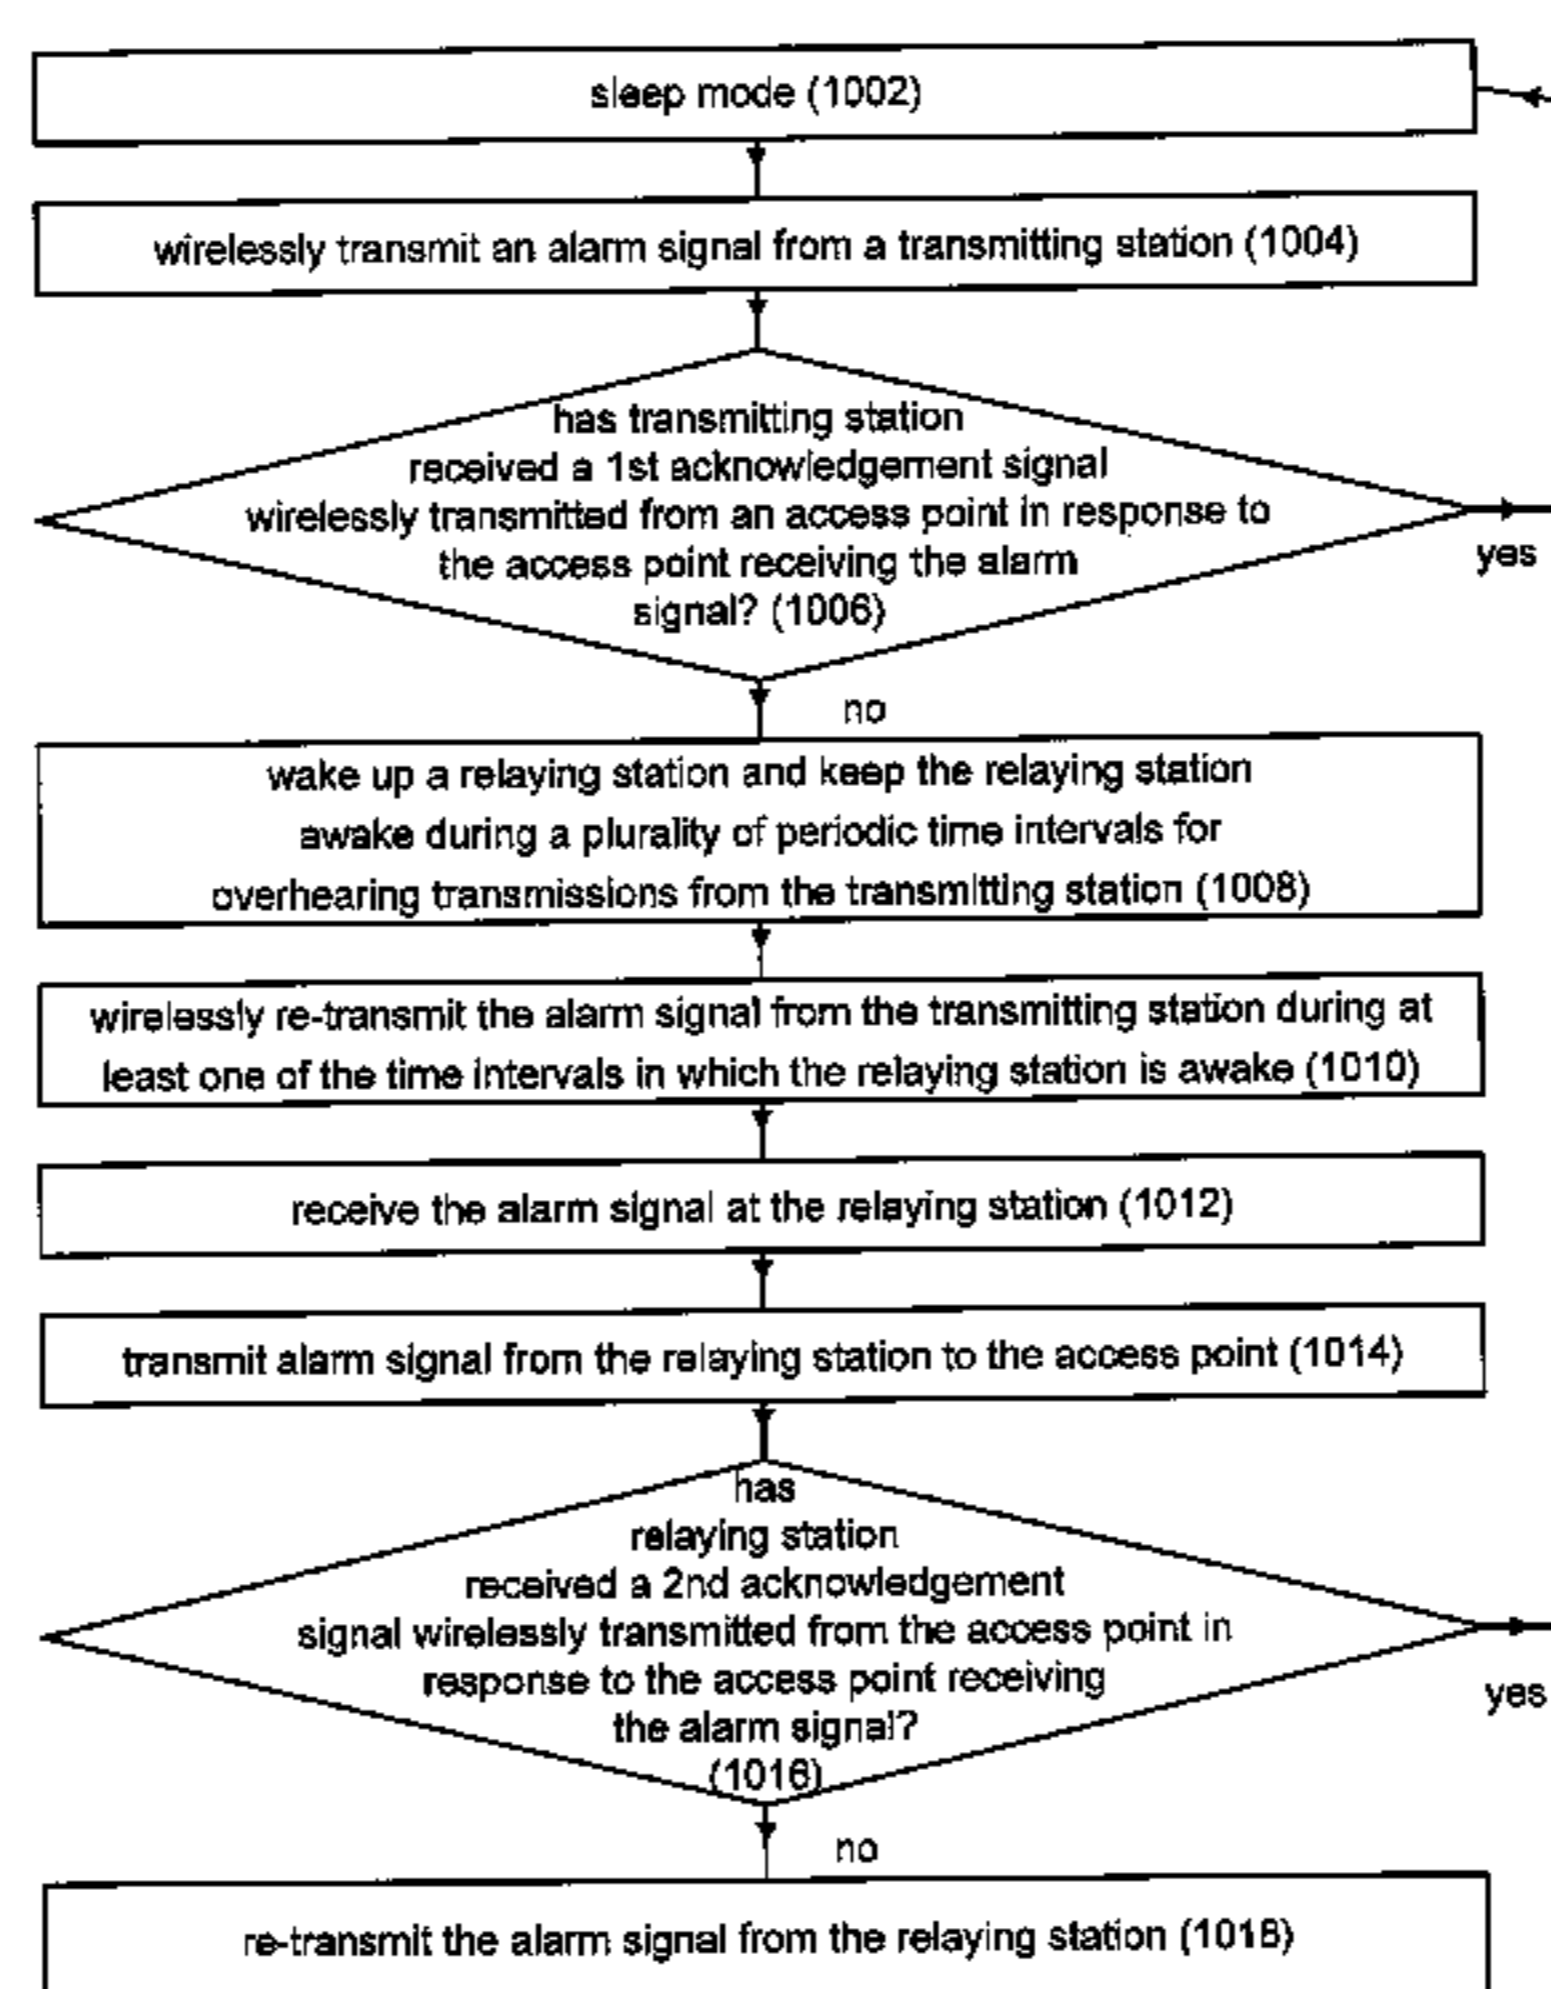 sleep mode (1002)
wirelessly transmit an alarm signal from a transmitting station (1004)
has transmitting station
received a 1st acknowledgement signal
wirelessly transmitted from an access point in response to
the access point receiving the alarm
signal? (1006)
yes
no
wake up a relaying station and keep the relaying station
awake during a plurality of periodic time intervals for
overhearing transmissions from the transmitting station (1008)
wirelessly re-transmit the alarm signal from the transmitting station during at
least one of the time intervals in which the relaying station is awake (1010)
receive the alarm signal at the relaying station (1012)
transmit alarm signal from the relaying station to the access point (1014)
has
relaying station
received a 2nd acknowledgement
signal wirelessly transmitted from the access point in
response to the access point receiving
the alarm signal?
(1016)
yes
no
re-transmit the alarm signal from the relaying station (1018)